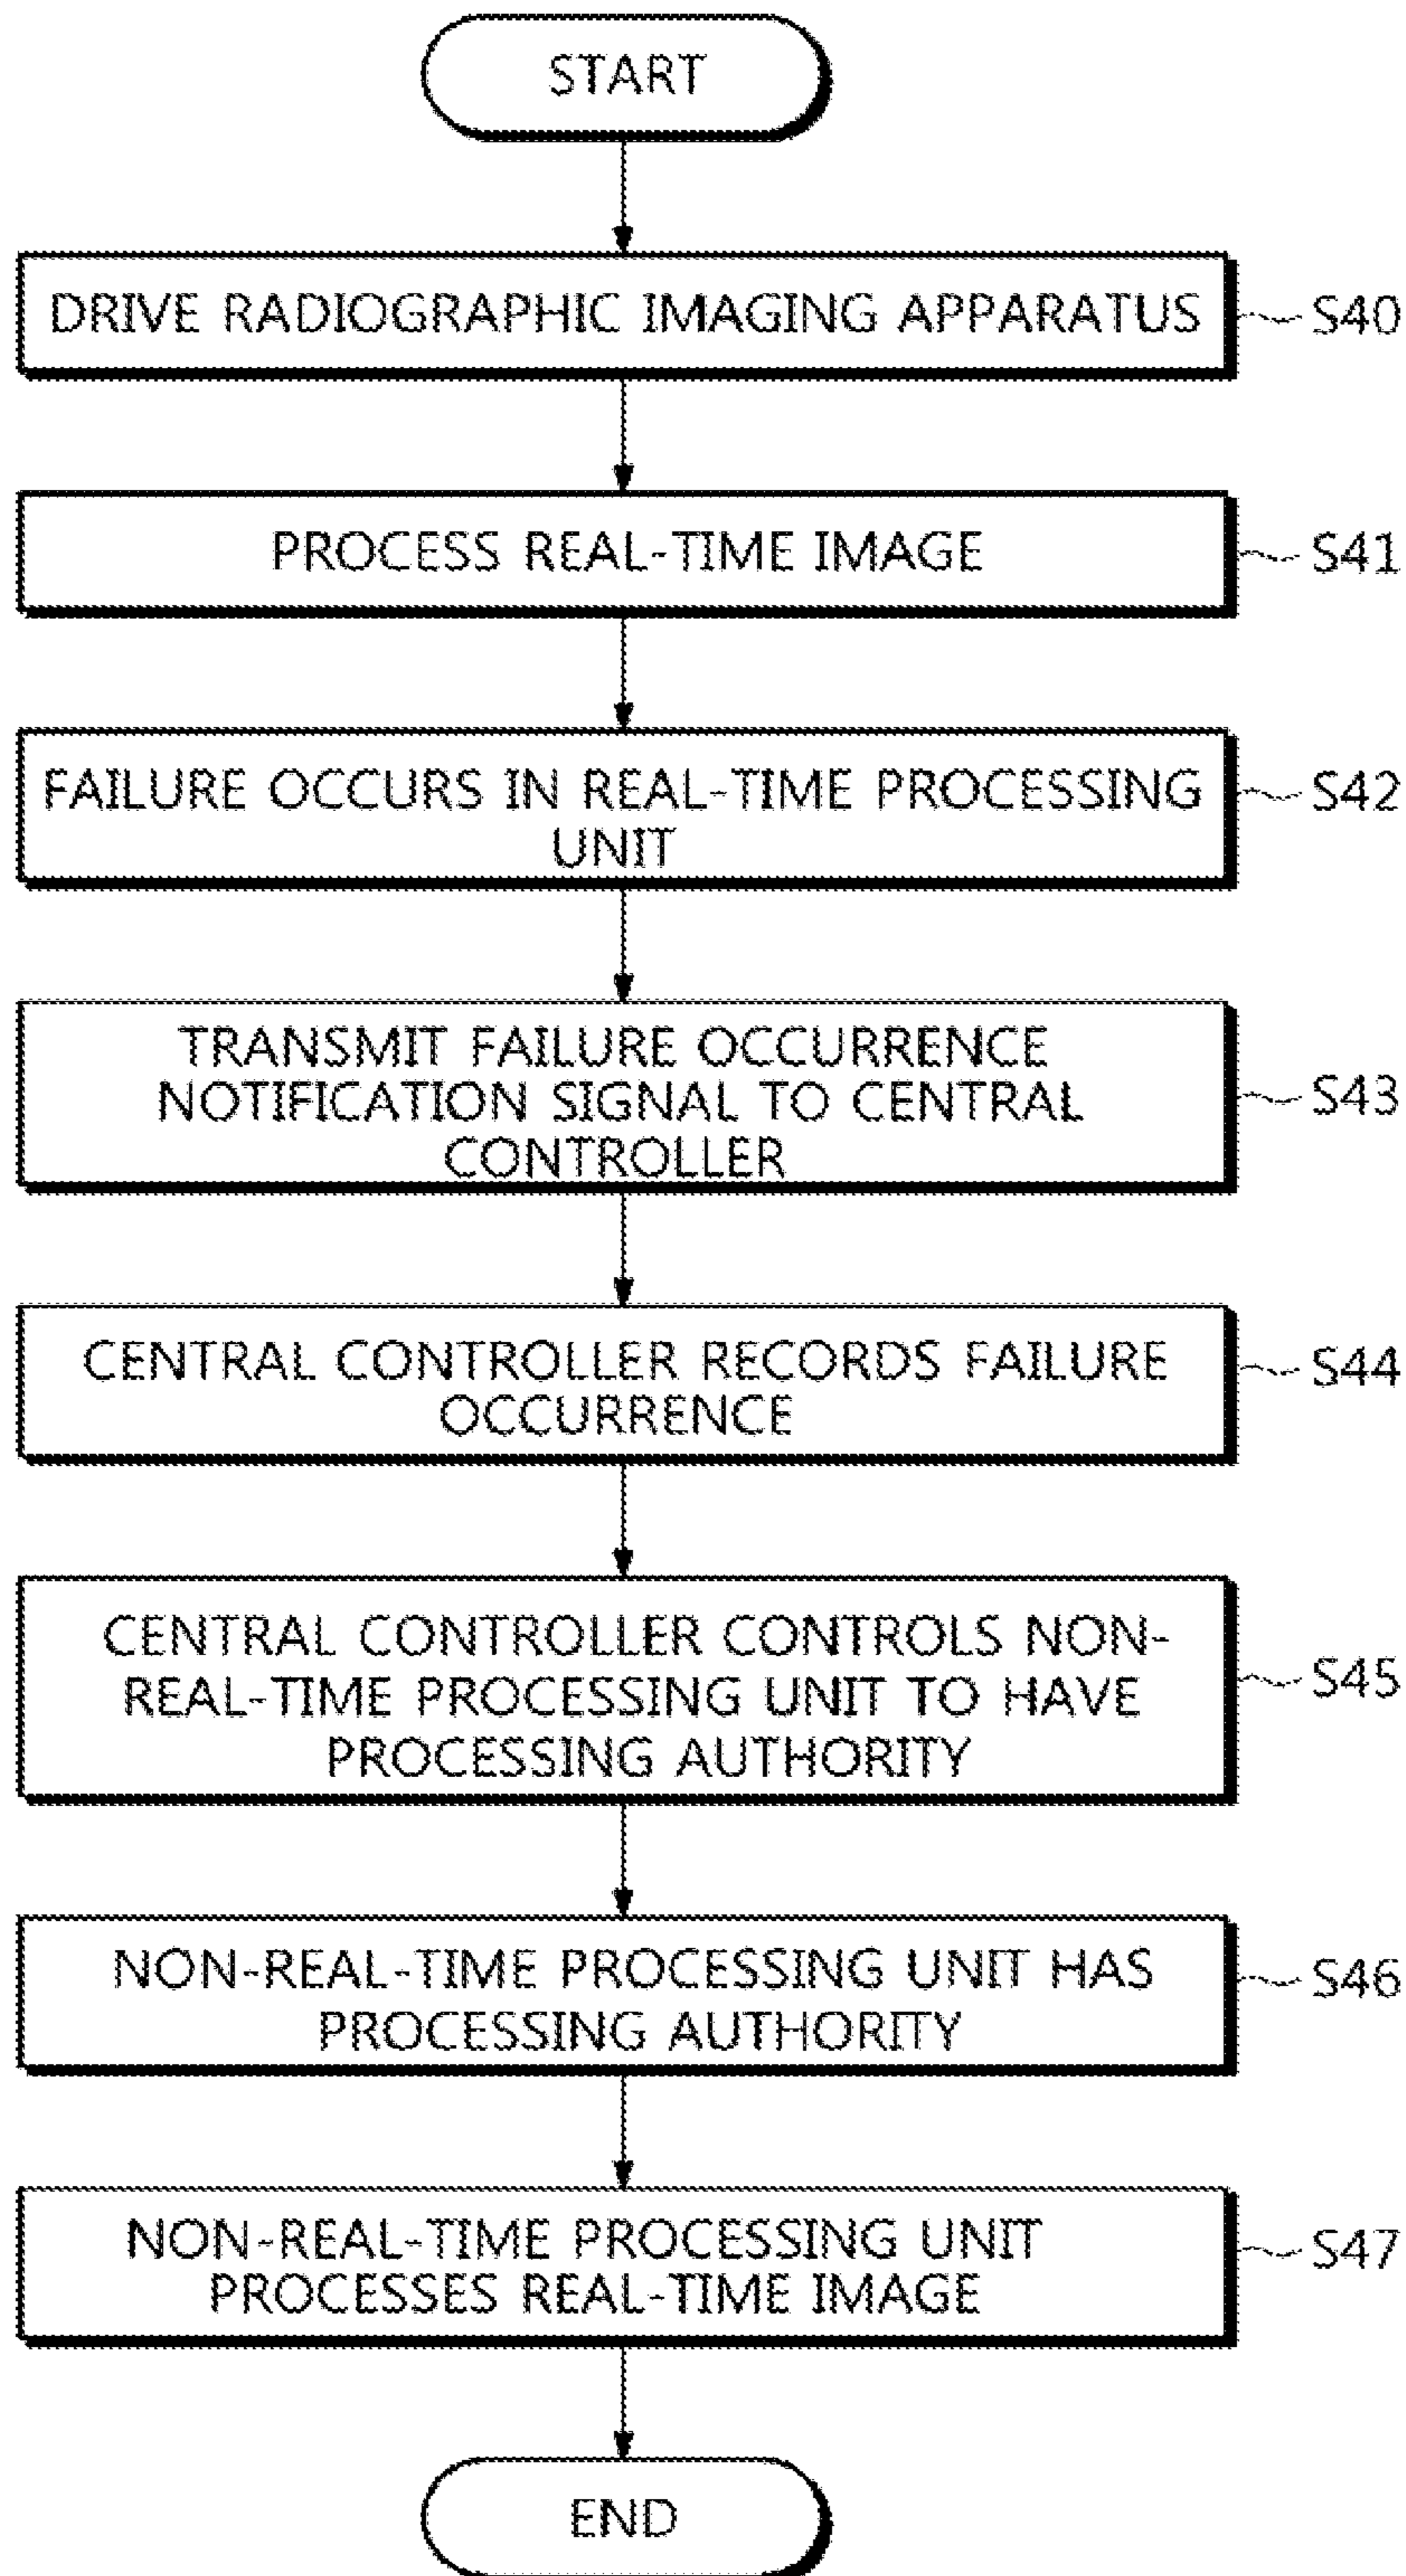 START
DRIVE RADIOGRAPHIC IMAGING APPARATUS
S40
PROCESS REAL-TIME IMAGE
S41
FAILURE OCCURS IN REAL-TIME PROCESSING
UNIT
S42
TRANSMIT FAILURE OCCURRENCE
NOTIFICATION SIGNAL TO CENTRAL
CONTROLLER
S43
CENTRAL CONTROLLER RECORDS FAILURE
OCCURRENCE
S44
CENTRAL CONTROLLER CONTROLS NON-
REAL-TIME PROCESSING UNIT TO HAVE
PROCESSING AUTHORITY
S45
NON-REAL-TIME PROCESSING UNIT HAS
PROCESSING AUTHORITY
S46
NON-REAL-TIME PROCESSING UNIT
PROCESSES REAL-TIME IMAGE
S47
END